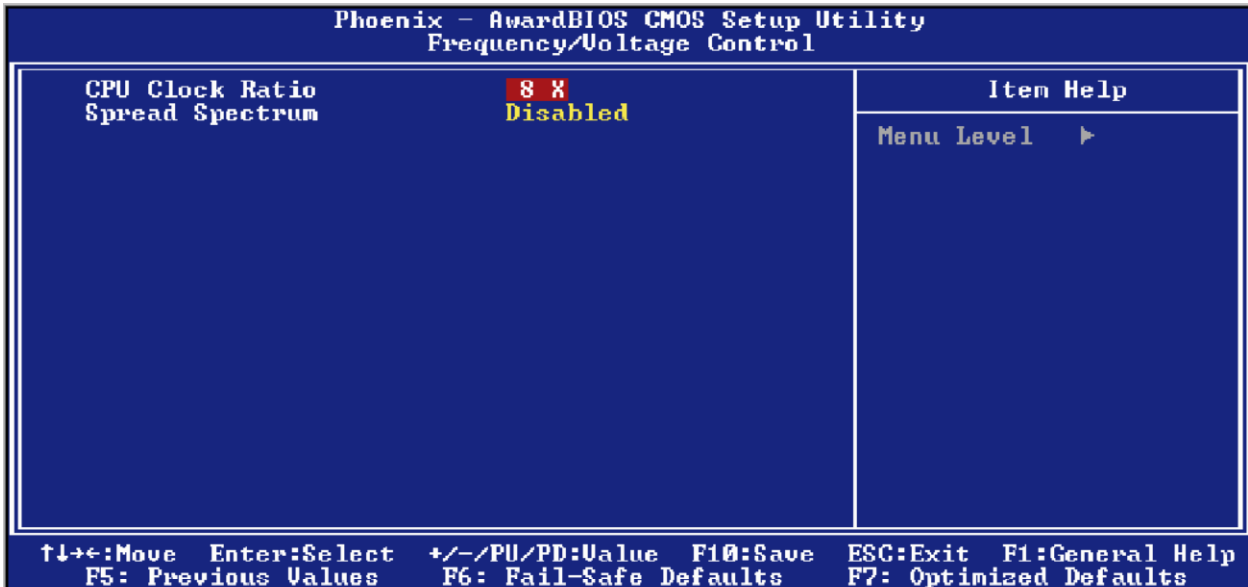 Phoenix - AwardBIOS CMOS Setup Utility
Frequency/Voltage Control
CPU Clock Ratio 8 X
Spread Spectrum Disabled
Item Help
Menu Level ▶
↑↓→←:Move Enter:Select +/-/PU/PD:Value F10:Save ESC:Exit F1:General Help
F5: Previous Values F6: Fail-Safe Defaults F7: Optimized Defaults